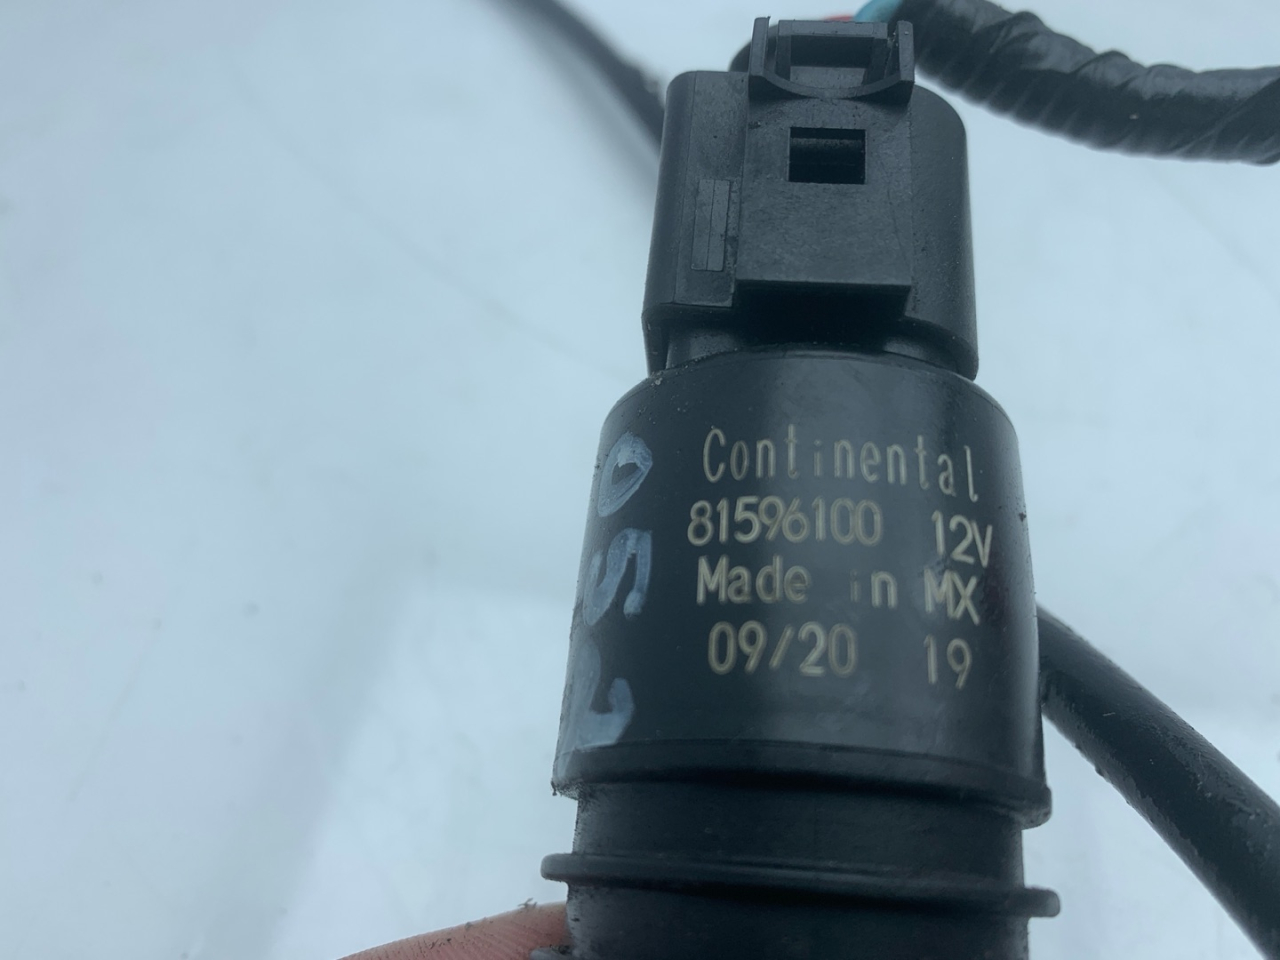 Continental
81596100 12V
Made in MX
09/20 19